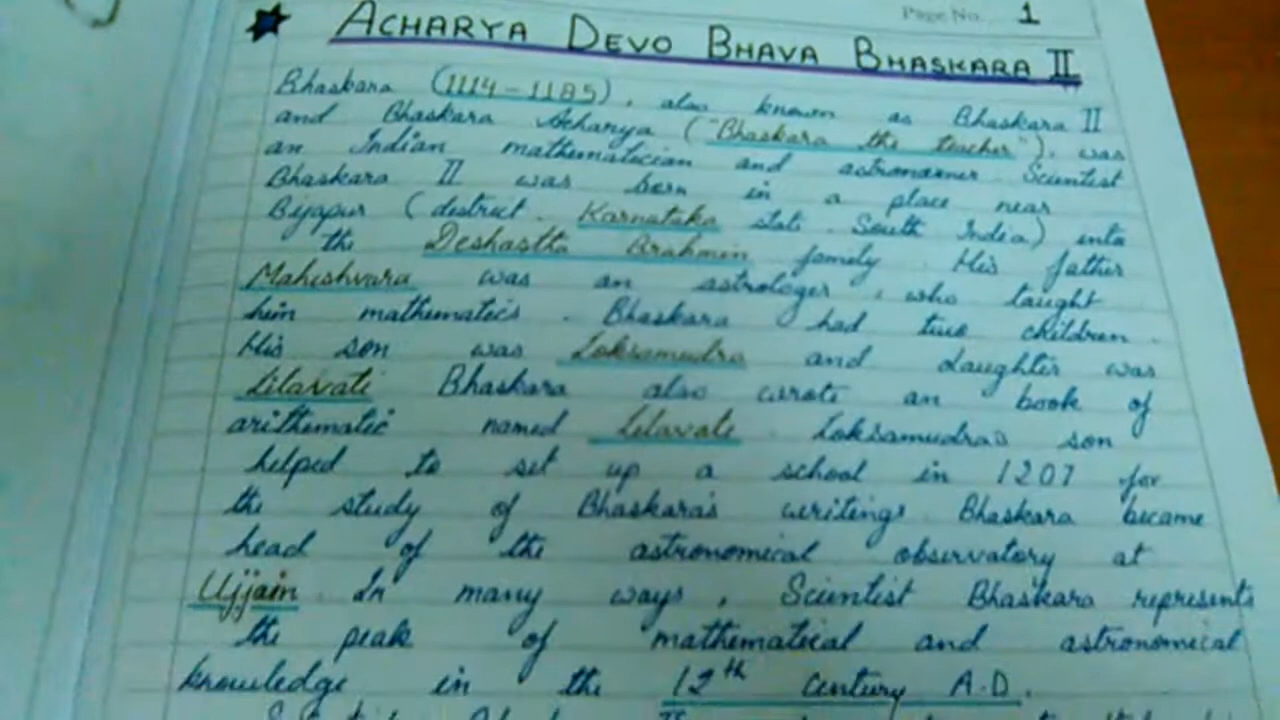 Page No. 1
ACHARYA DEVO BHAVA BHASKARA II
Bhaskara (1114-1185), also known as Bhaskara II
and Bhaskara Acharya ("Bhaskara the teacher"), was
an Indian mathematician and astronomer Scientist
Bhaskara II was born in a place near
Bijapur (district. Karnataka state. South India) into
the Deshastha Brahmin family. His father
Maheshvara was an astrologer, who taught
him mathematics. Bhaskara had two children.
His son was Loksamudra and daughter was
Lilavati Bhaskara also wrote an book of
arithematic named Lilavati Loksamudra's son
helped to set up a school in 1207 for
the study of Bhaskara's writings Bhaskara became
head of the astronomical observatory at
Ujjain. In many ways, Scientist Bhaskara represents
the peak of mathematical and astronomical
knowledge in the 12th century A.D.